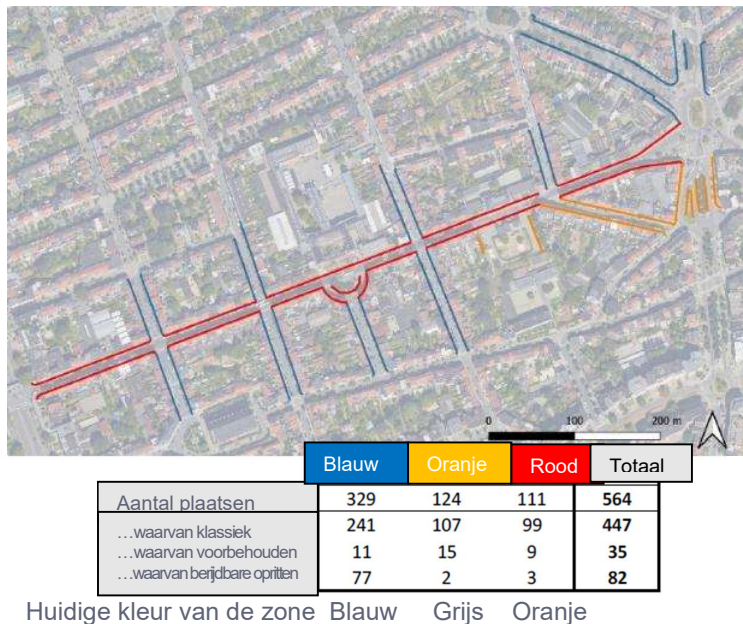 0 100 200 m
Blauw Oranje Rood Totaal
Aantal plaatsen 329 124 111 564
...waarvan klassiek 241 107 99 447
...waarvan voorbehouden 11 15 9 35
...waarvan berijdbare opritten 77 2 3 82
Huidige kleur van de zone Blauw Grijs Oranje